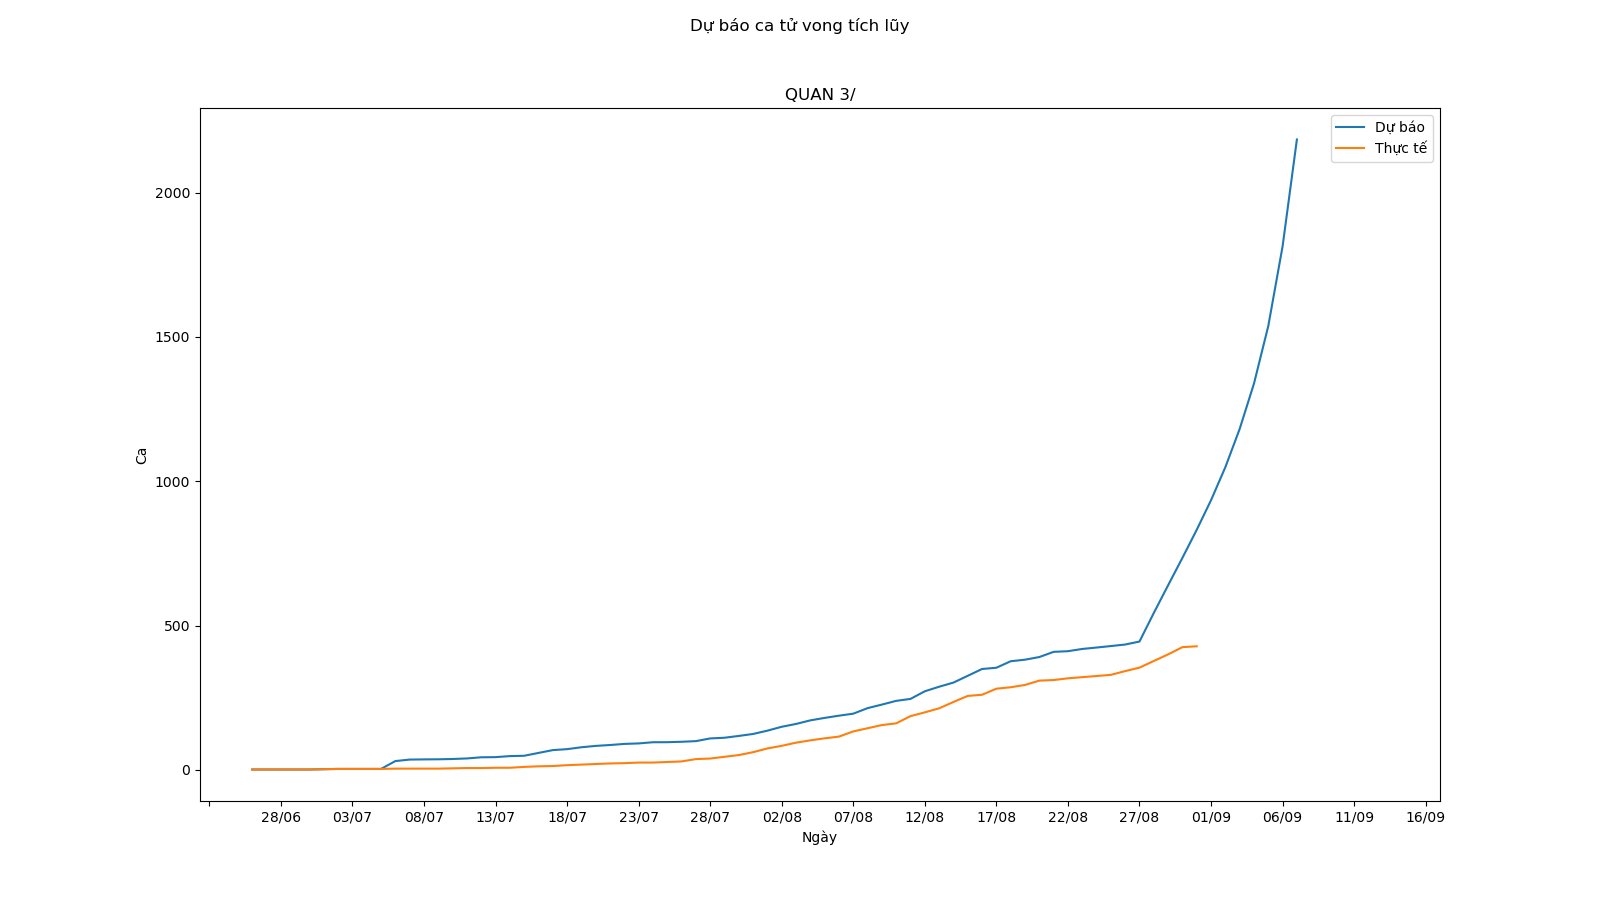 Dự báo ca tử vong tích lũy
QUAN 3/
Dự báo
Thực tế
2000
1500
1000
500
0
Ca
28/06 03/07 08/07 13/07 18/07 23/07 28/07 02/08 07/08 12/08 17/08 22/08 27/08 01/09 06/09 11/09 16/09
Ngày